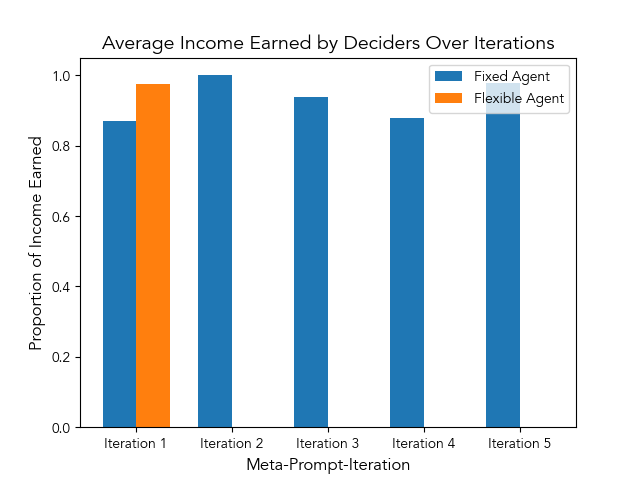 Average Income Earned by Deciders Over Iterations
Fixed Agent
Flexible Agent
Proportion of Income Earned
1.0
0.8
0.6
0.4
0.2
0.0
Iteration 1
Iteration 2
Iteration 3
Iteration 4
Iteration 5
Meta-Prompt-Iteration